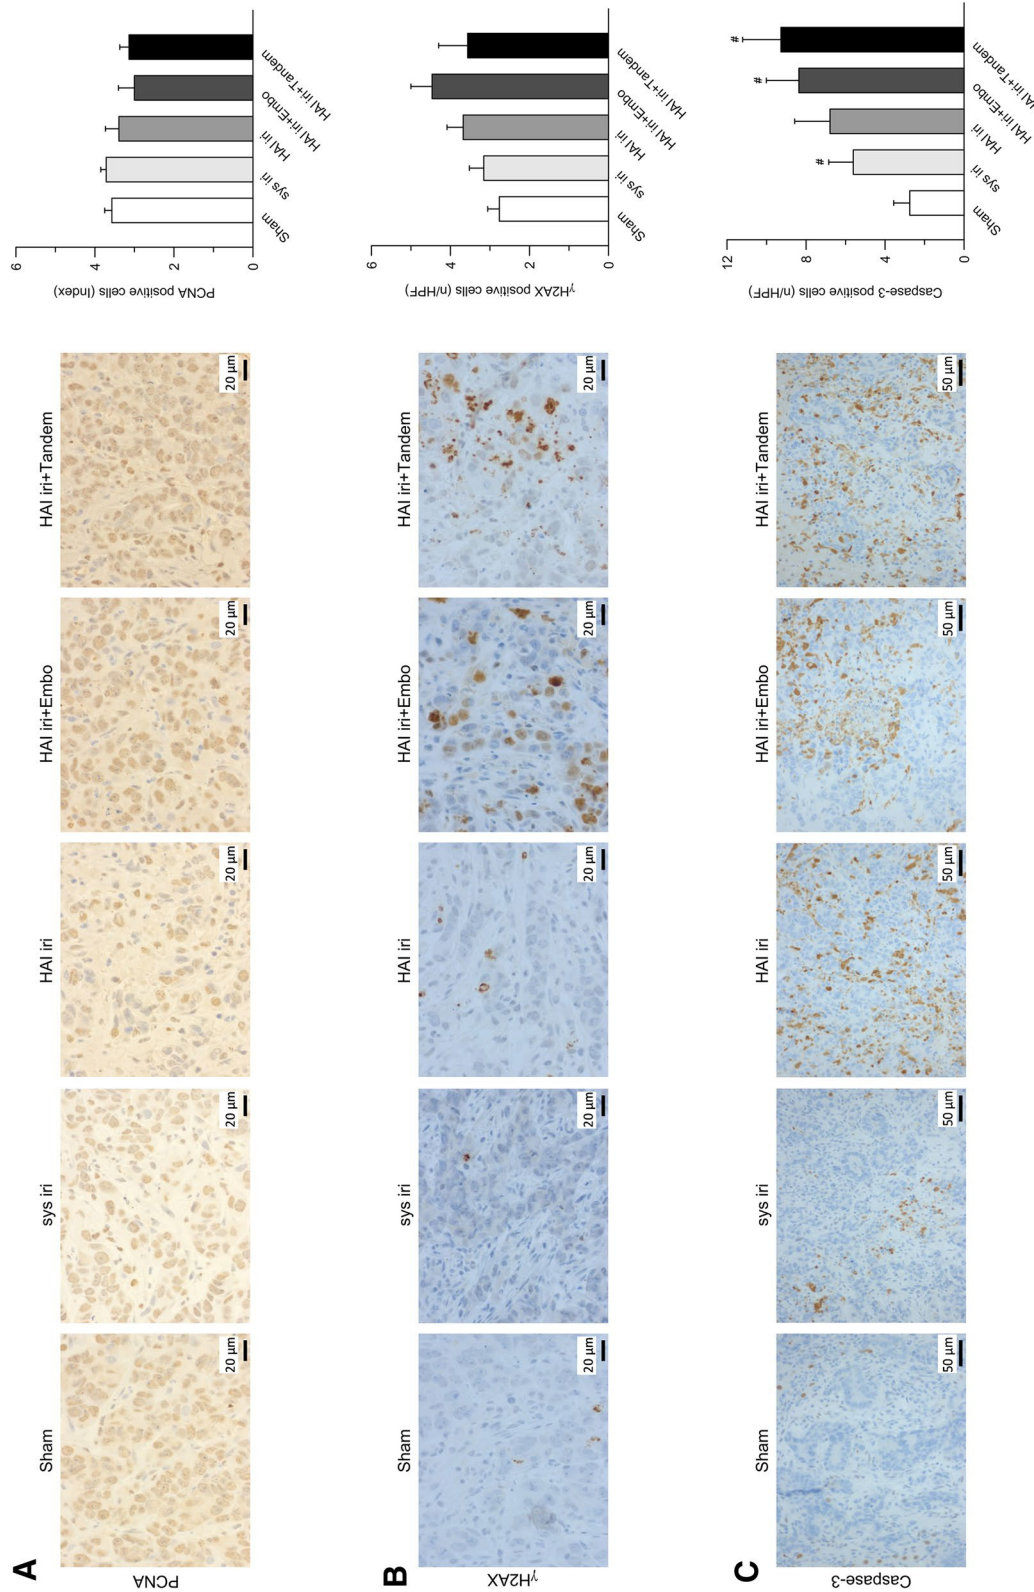 A
PCNA
Sham
sys iri
HAI iri
HAI iri+Embo
HAI iri+Tandem
20 µm
20 µm
20 µm
20 µm
20 µm
PCNA positive cells (Index)
6
4
2
0
Sham
sys iri
HAI iri
HAI iri+Embo
HAI iri+Tandem
B
γH2AX
Sham
sys iri
HAI iri
HAI iri+Embo
HAI iri+Tandem
20 µm
20 µm
20 µm
20 µm
20 µm
γH2AX positive cells (n/HPF)
6
4
2
0
Sham
sys iri
HAI iri
HAI iri+Embo
HAI iri+Tandem
C
Caspase-3
Sham
sys iri
HAI iri
HAI iri+Embo
HAI iri+Tandem
50 µm
50 µm
50 µm
50 µm
50 µm
Caspase-3 positive cells (n/HPF)
12
8
4
0
#
#
#
Sham
sys iri
HAI iri
HAI iri+Embo
HAI iri+Tandem